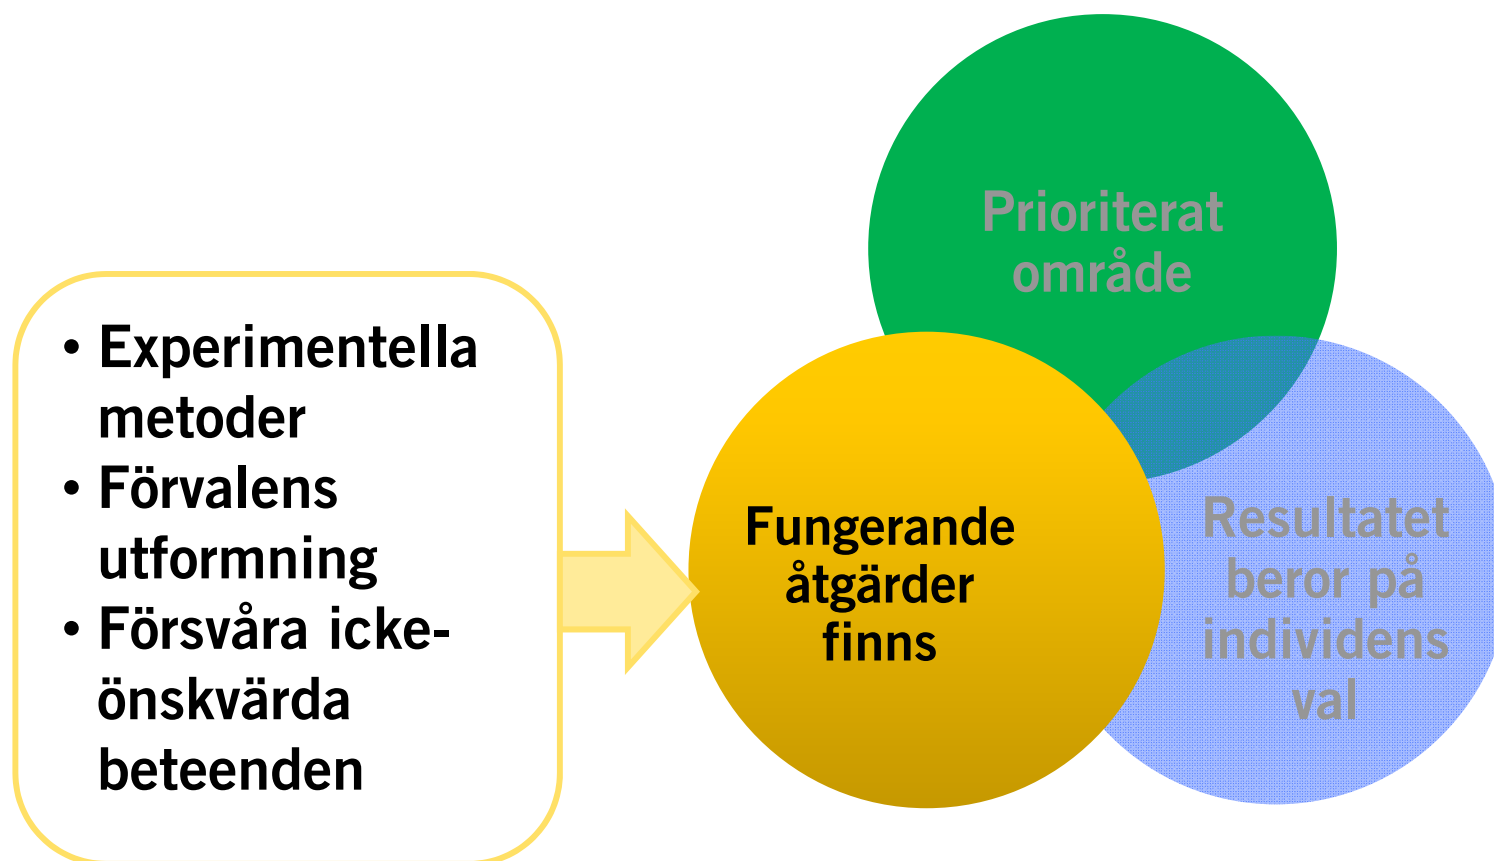 • Experimentella
metoder
• Förvalens
utformning
• Försvåra icke-
önskvärda
beteenden
Prioriterat
område
Fungerande
åtgärder
finns
Resultatet
beror på
individens
val